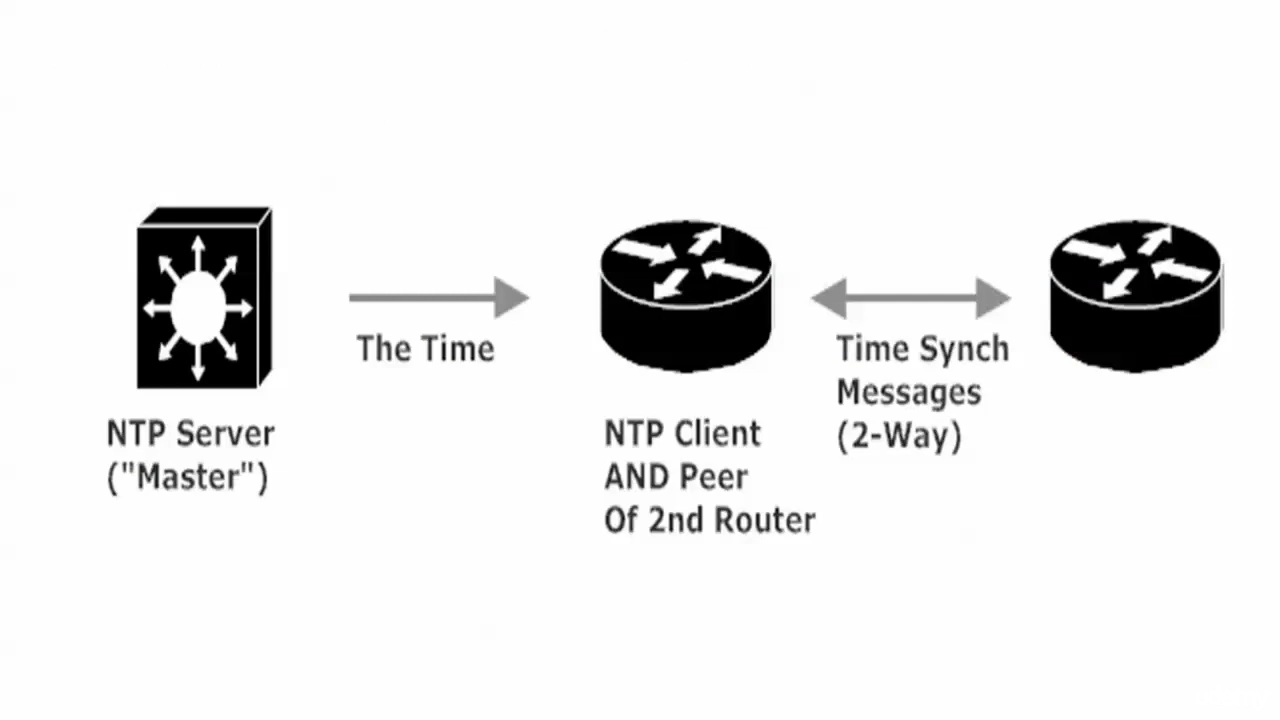 The Time
NTP Server
("Master")
NTP Client
AND Peer
Of 2nd Router
Time Synch
Messages
(2-Way)